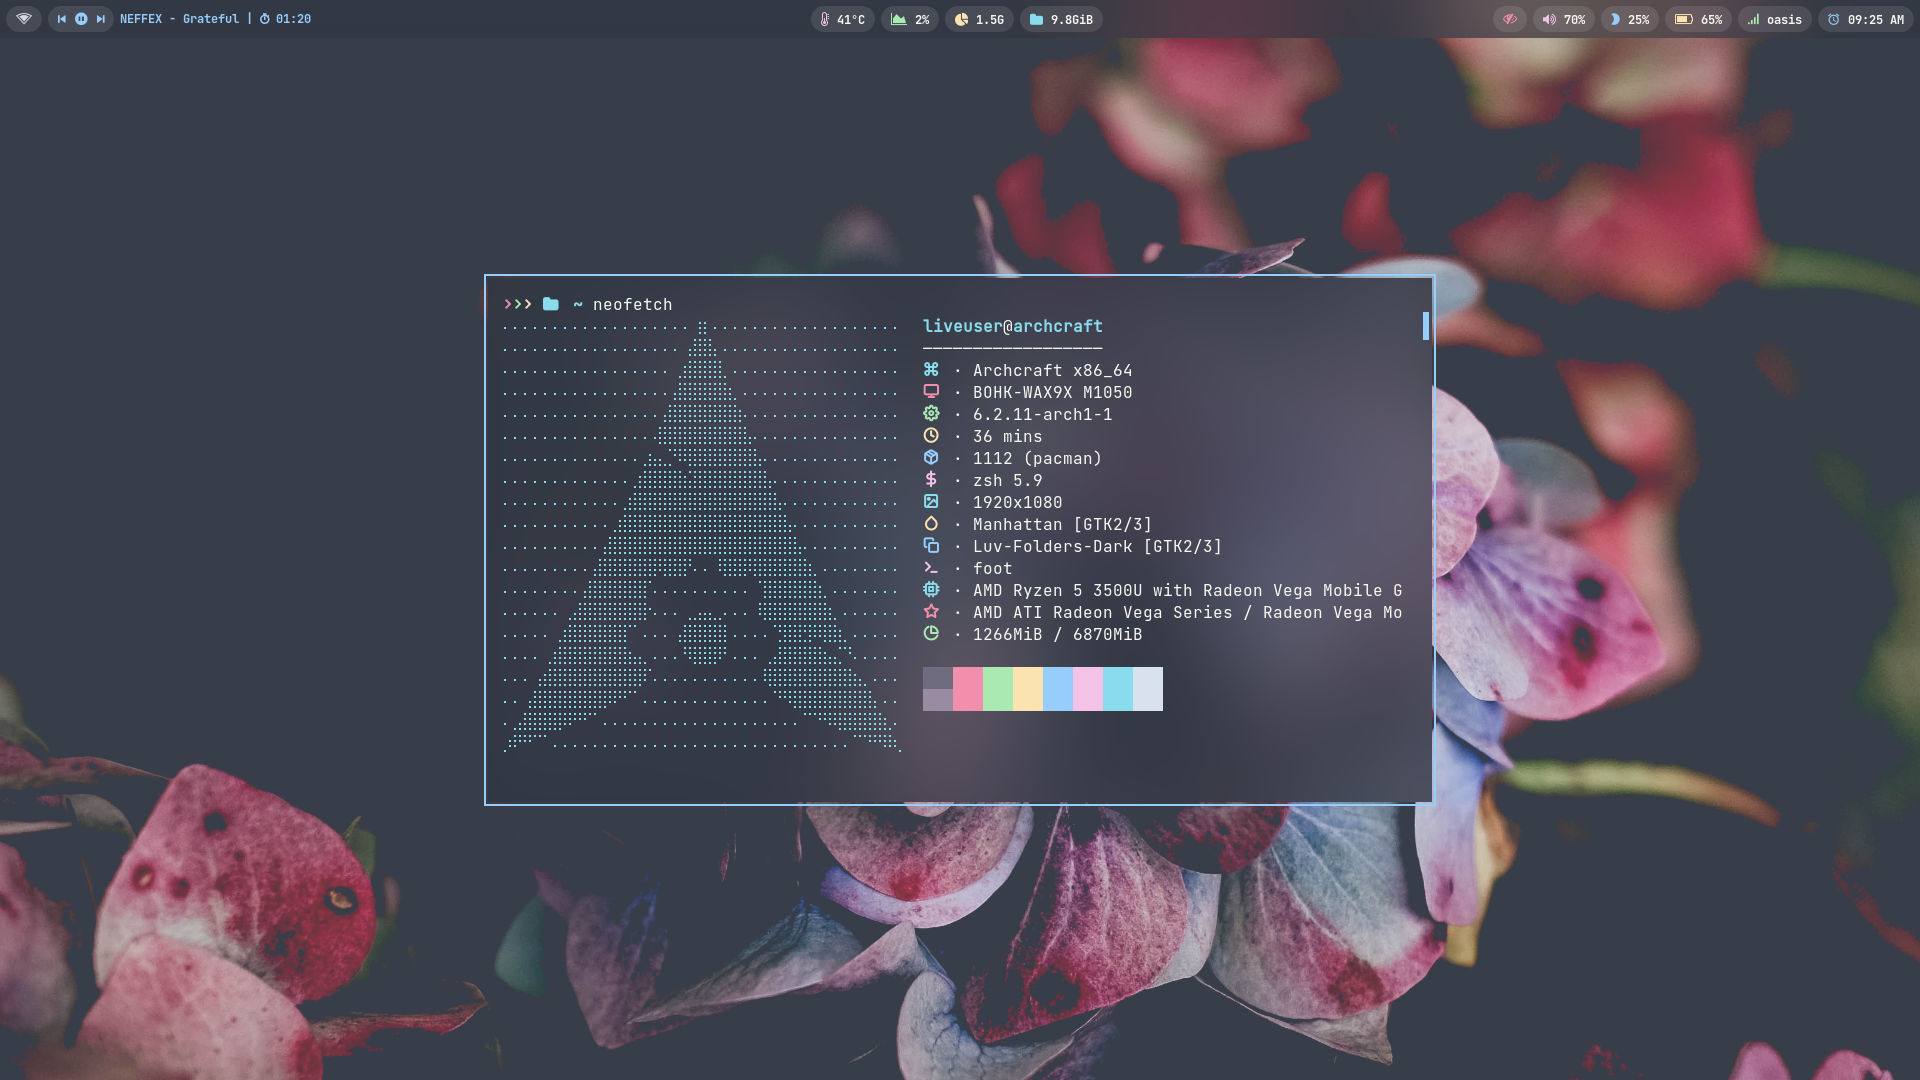 NEFFEX - Grateful | 01:20
41°C
2%
1.5G
9.8GiB
70%
25%
65%
oasis
09:25 AM
~ neofetch
liveuser@archcraft
──────────────────
· Archcraft x86_64
· BOHK-WAX9X M1050
· 6.2.11-arch1-1
· 36 mins
· 1112 (pacman)
· zsh 5.9
· 1920x1080
· Manhattan [GTK2/3]
· Luv-Folders-Dark [GTK2/3]
· foot
· AMD Ryzen 5 3500U with Radeon Vega Mobile G
· AMD ATI Radeon Vega Series / Radeon Vega Mo
· 1266MiB / 6870MiB